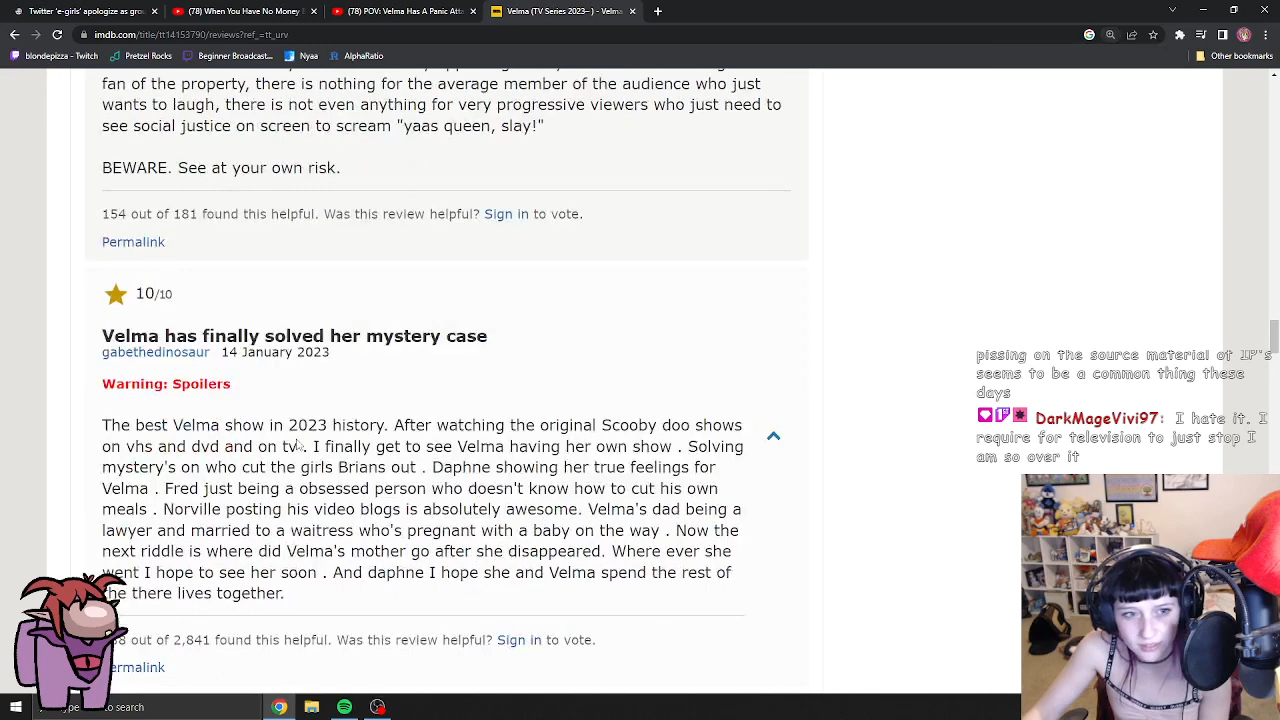 Twitter 'elge' apologize as grou
(78) When You Have No Money E
(78) POV: Velma Has A Panic Atta
Velma (TV Series 2023–) - Velma
imdb.com/title/tt14153790/reviews?ref_=tt_urv
blondepizza - Twitch
Pretzel Rocks
Beginner Broadcast...
Nyaa
AlphaRatio
Other bookmarks
fan of the property, there is nothing for the average member of the audience who just
wants to laugh, there is not even anything for very progressive viewers who just need to
see social justice on screen to scream "yaas queen, slay!"
BEWARE. See at your own risk.
154 out of 181 found this helpful. Was this review helpful? Sign in to vote.
Permalink
10/10
Velma has finally solved her mystery case
gabethedinosaur 14 January 2023
Warning: Spoilers
The best Velma show in 2023 history. After watching the original Scooby doo shows
on vhs and dvd and on tv. I finally get to see Velma having her own show . Solving
mystery's on who cut the girls Brians out . Daphne showing her true feelings for
Velma . Fred just being a obsessed person who doesn't know how to cut his own
meals . Norville posting his video blogs is absolutely awesome. Velma's dad being a
lawyer and married to a waitress who's pregnant with a baby on the way . Now the
next riddle is where did Velma's mother go after she disappeared. Where ever she
went I hope to see her soon . And daphne I hope she and Velma spend the rest of
the there lives together.
out of 2,841 found this helpful. Was this review helpful? Sign in to vote.
ermalink
pissing on the source material of IP's
seems to be a common thing these
days
DarkMageVivi97: I hate it. I
require for television to just stop I
am so over it